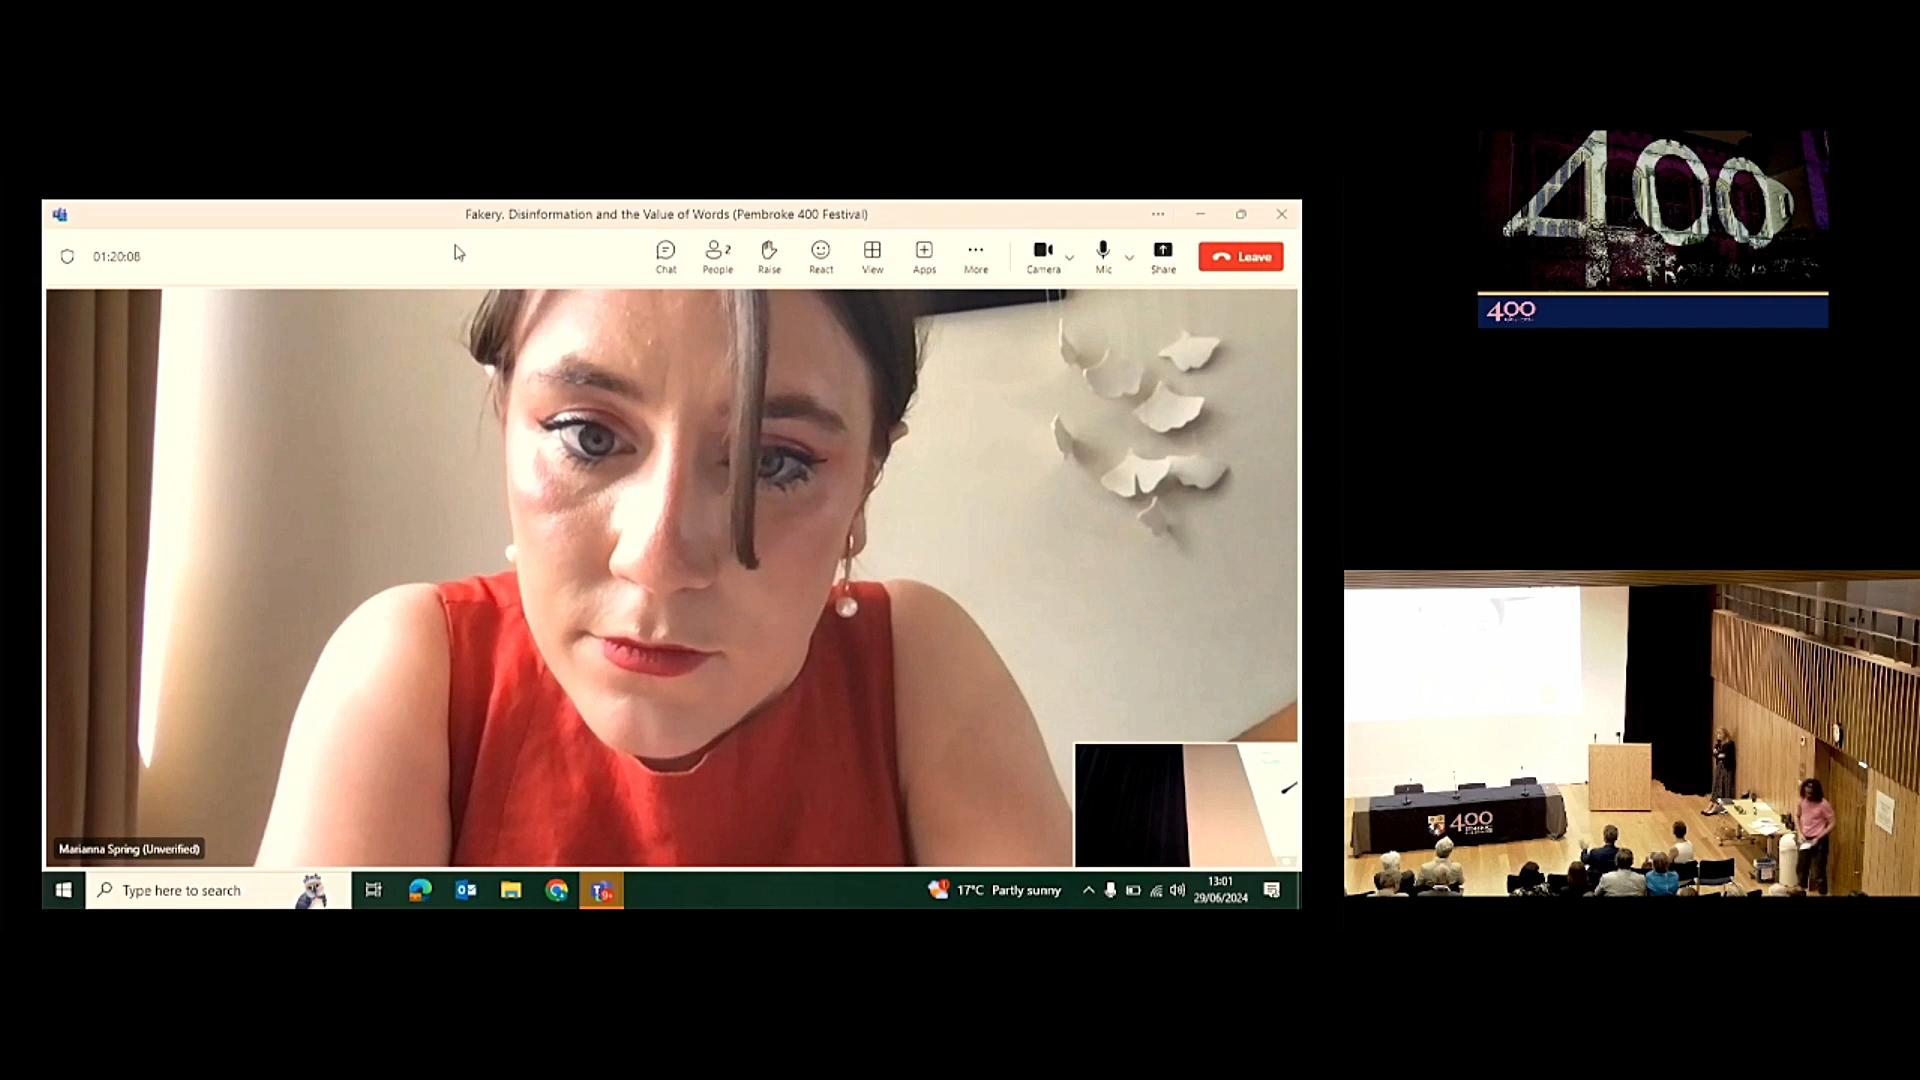 Fakery, Disinformation and the Value of Words (Pembroke 400 Festival)
01:20:08
Chat
People
2
Raise
React
View
Apps
More
Camera
Mic
Share
Leave
Marianna Spring (Unverified)
Type here to search
17°C Partly sunny
13:01
29/06/2024
400
400
400